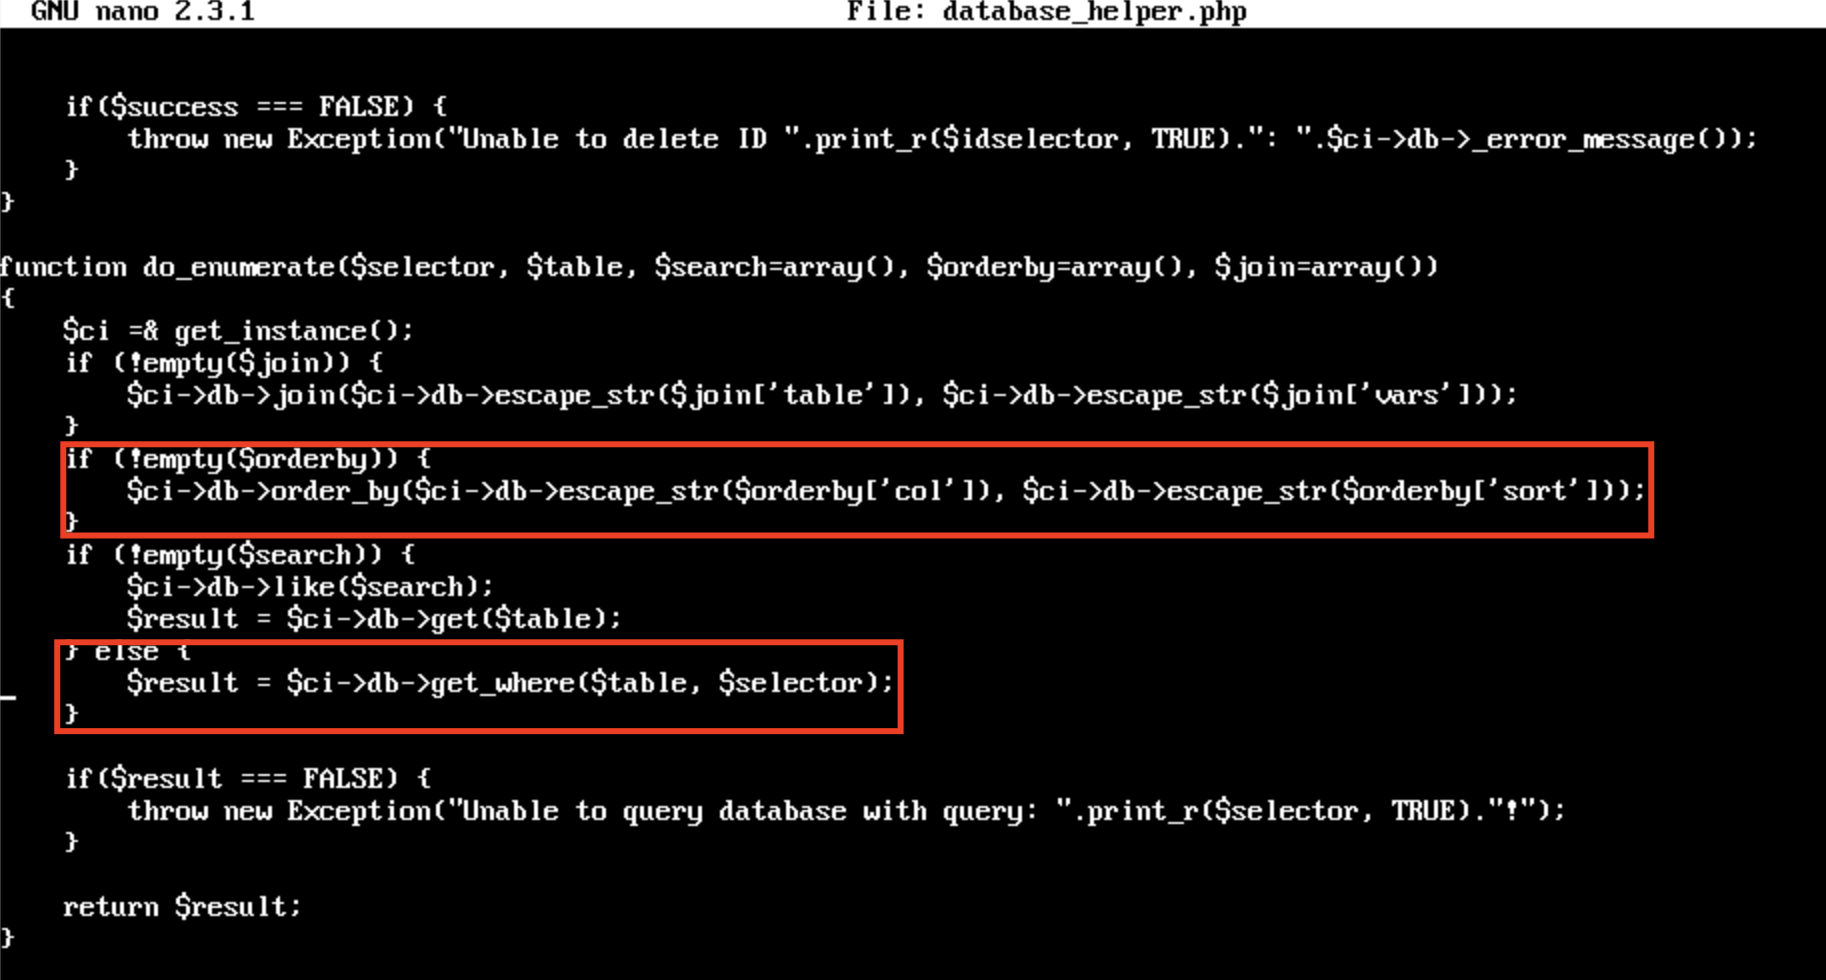 GNU nano 2.3.1 File: database_helper.php
if($success === FALSE) {
throw new Exception("Unable to delete ID ".print_r($idselector, TRUE).": ".$ci->db->_error_message());
}
}
function do_enumerate($selector, $table, $search=array(), $orderby=array(), $join=array())
{
$ci =& get_instance();
if (!empty($join)) {
$ci->db->join($ci->db->escape_str($join['table']), $ci->db->escape_str($join['vars']));
}
if (!empty($orderby)) {
$ci->db->order_by($ci->db->escape_str($orderby['col']), $ci->db->escape_str($orderby['sort']));
}
if (!empty($search)) {
$ci->db->like($search);
$result = $ci->db->get($table);
} else {
$result = $ci->db->get_where($table, $selector);
}
if($result === FALSE) {
throw new Exception("Unable to query database with query: ".print_r($selector, TRUE)."!");
}
return $result;
}